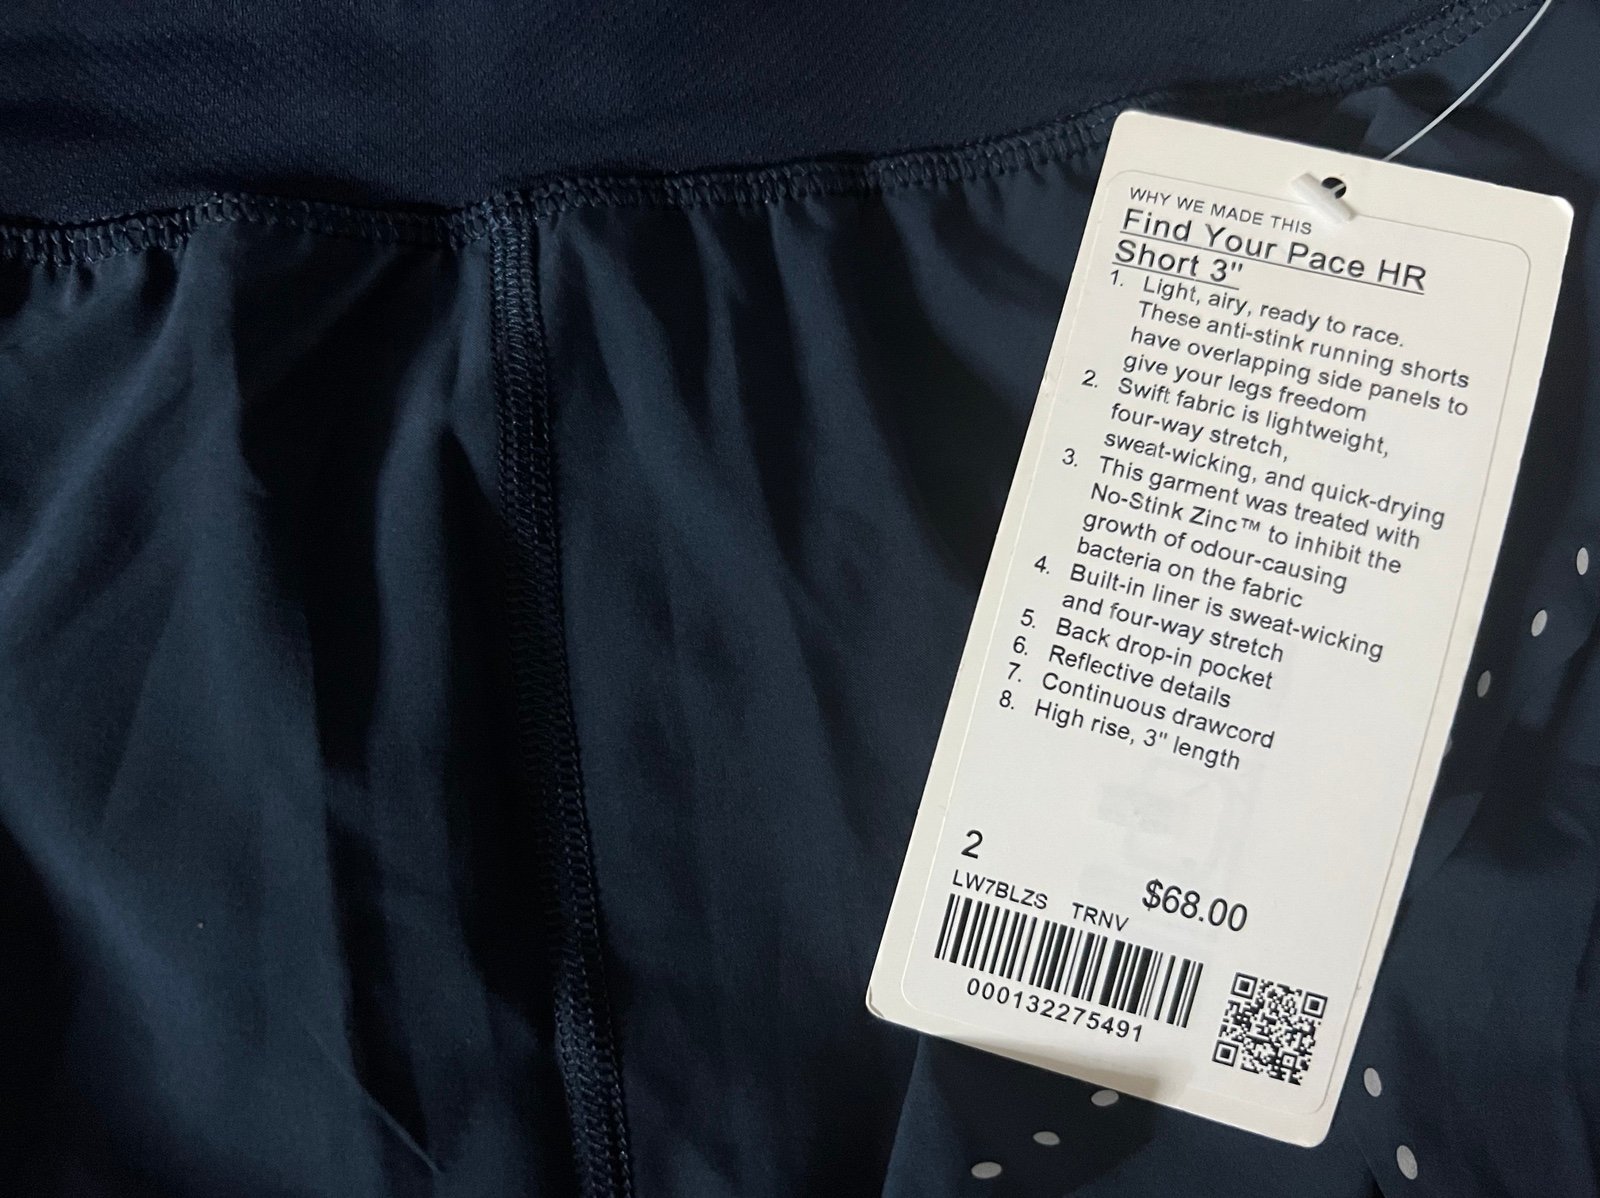 WHY WE MADE THIS
Find Your Pace HR
Short 3"
1. Light, airy, ready to race.
These anti-stink running shorts
have overlapping side panels to
give your legs freedom
2. Swift fabric is lightweight,
four-way stretch,
sweat-wicking, and quick-drying
3. This garment was treated with
No-Stink Zinc™ to inhibit the
growth of odour-causing
bacteria on the fabric
4. Built-in liner is sweat-wicking
and four-way stretch
5. Back drop-in pocket
6. Reflective details
7. Continuous drawcord
8. High rise, 3" length
2
LW7BLZS TRNV $68.00
000132275491